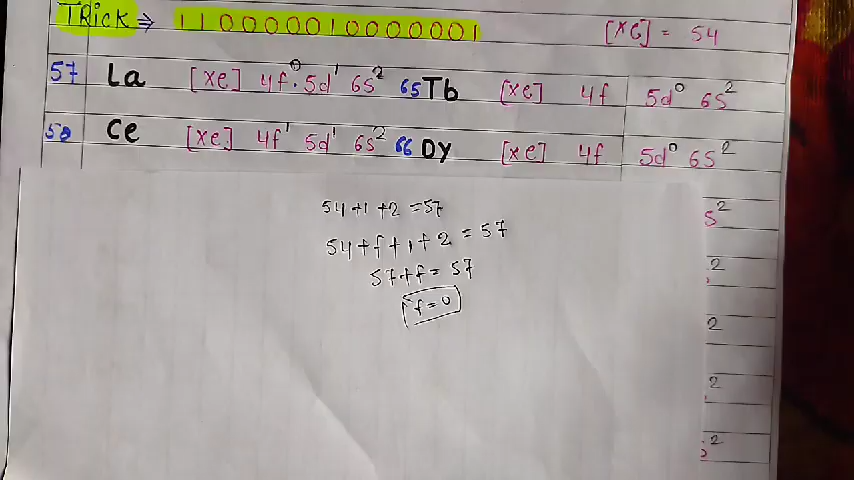 TRick ⇒ 110000010000001 [Xe] = 54
57 La [Xe] 4f⁰ 5d¹ 6s² 65 Tb [Xe] 4f 5d⁰ 6s²
58 Ce [Xe] 4f¹ 5d¹ 6s² 66 Dy [Xe] 4f 5d⁰ 6s²
54+1+2=57
s²
54+f+1+2=57
57+f=57
2
f=0
2
2
2